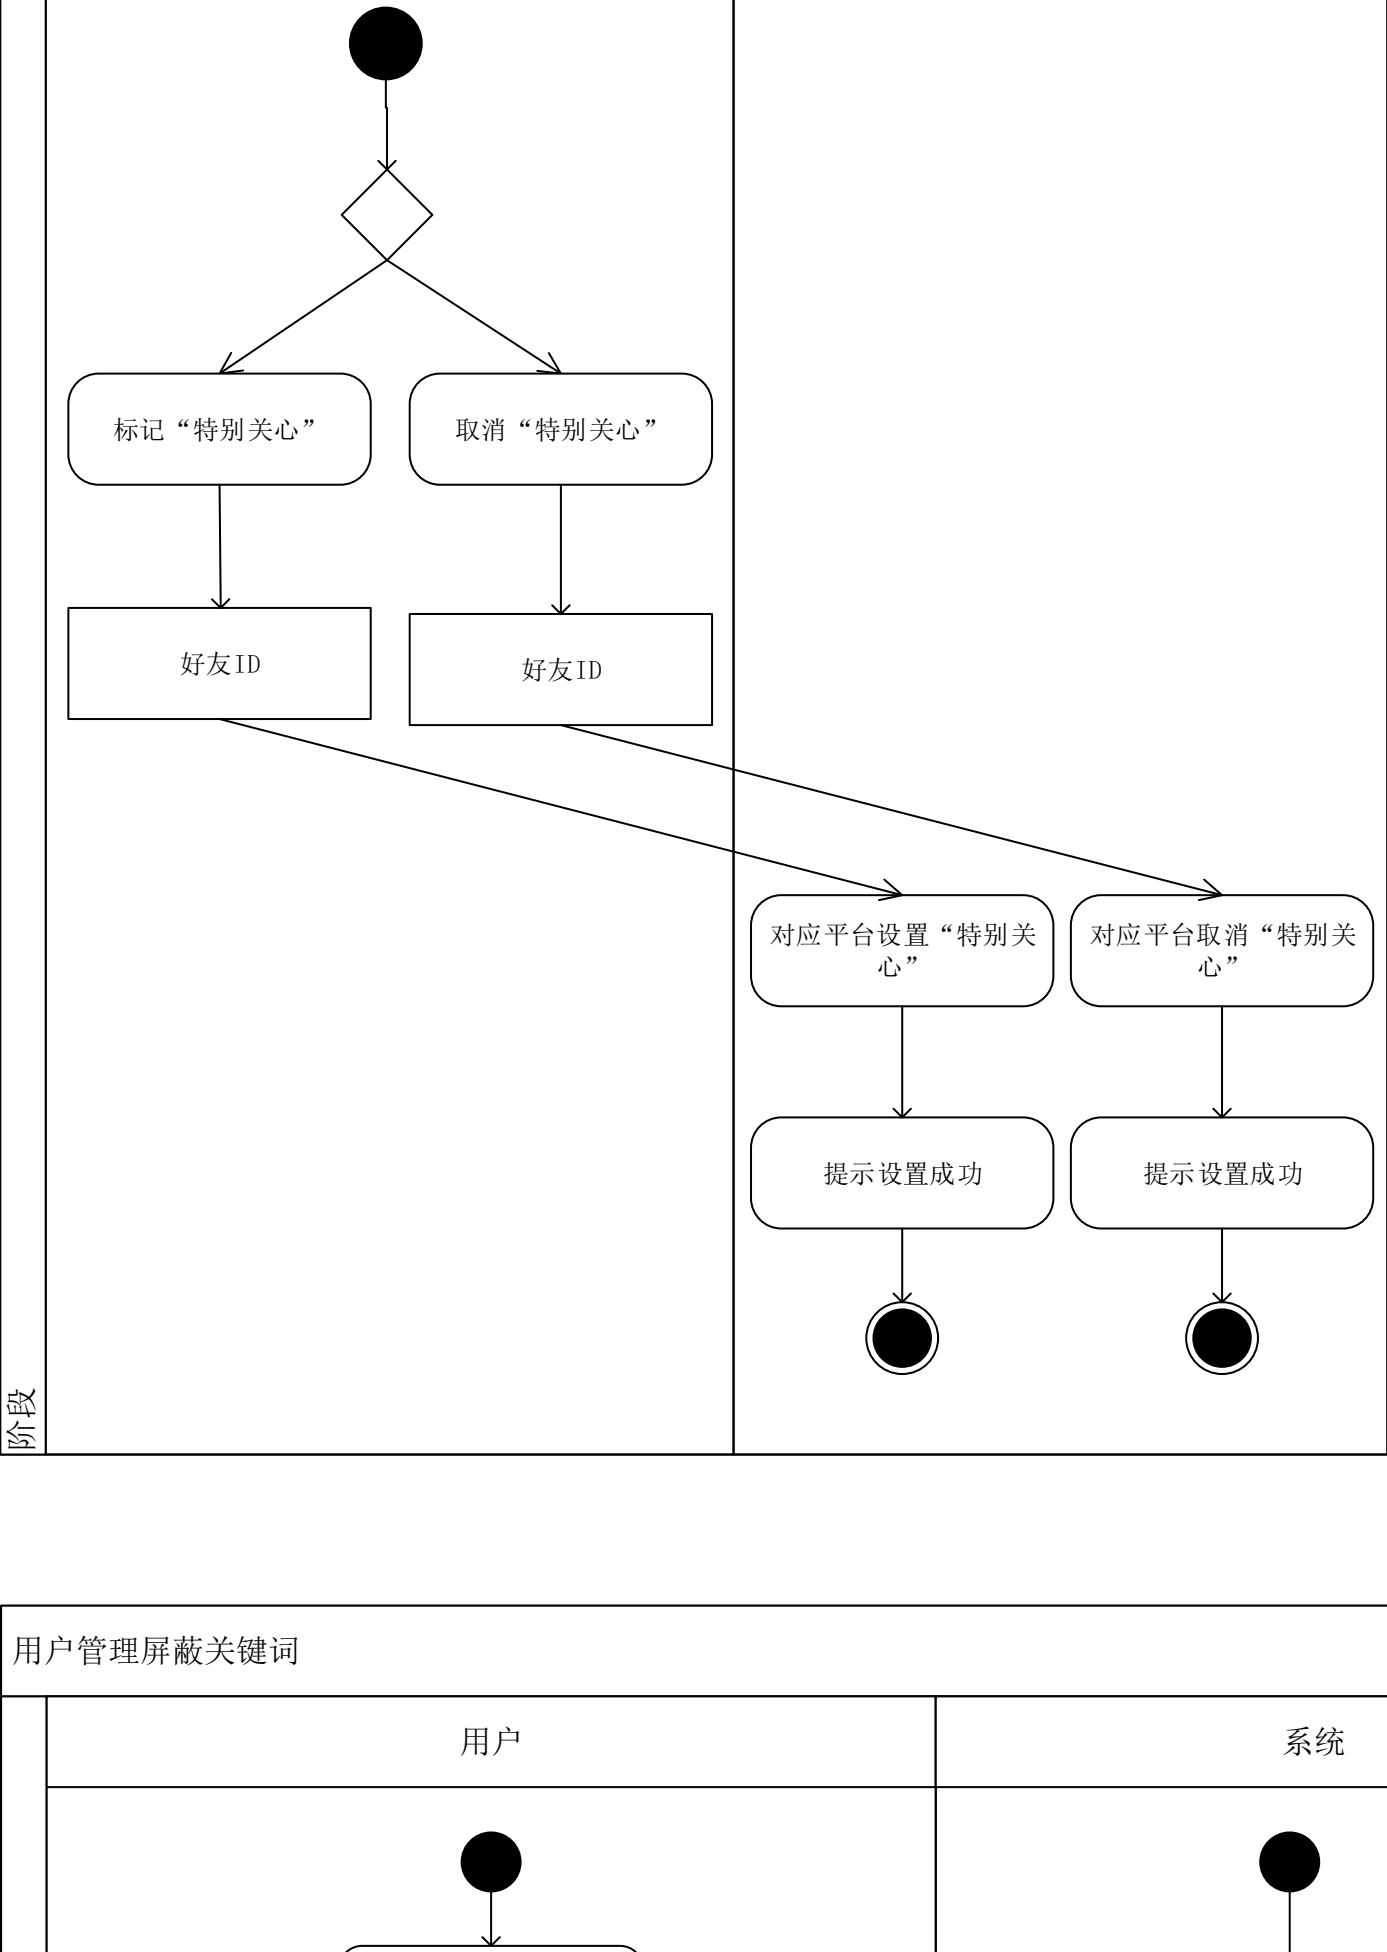 标记“特别关心”
取消“特别关心”
好友ID
好友ID
对应平台设置“特别关
心”
对应平台取消“特别关
心”
提示设置成功
提示设置成功
阶段
用户管理屏蔽关键词
用户
系统